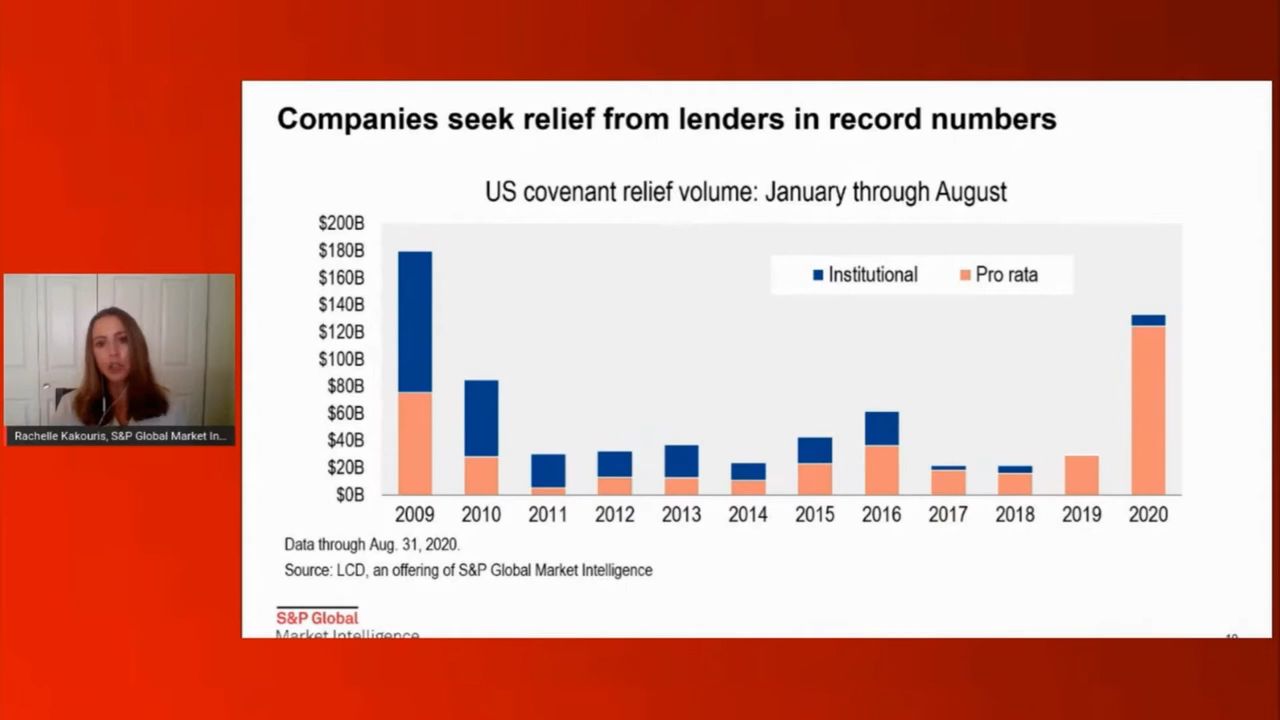 Companies seek relief from lenders in record numbers
US covenant relief volume: January through August
$200B
$180B
$160B
$140B
$120B
$100B
$80B
$60B
$40B
$20B
$0B
Institutional Pro rata
2009 2010 2011 2012 2013 2014 2015 2016 2017 2018 2019 2020
Data through Aug. 31, 2020.
Source: LCD, an offering of S&P Global Market Intelligence
S&P Global
Market Intelligence
Rachelle Kakouris, S&P Global Market In...